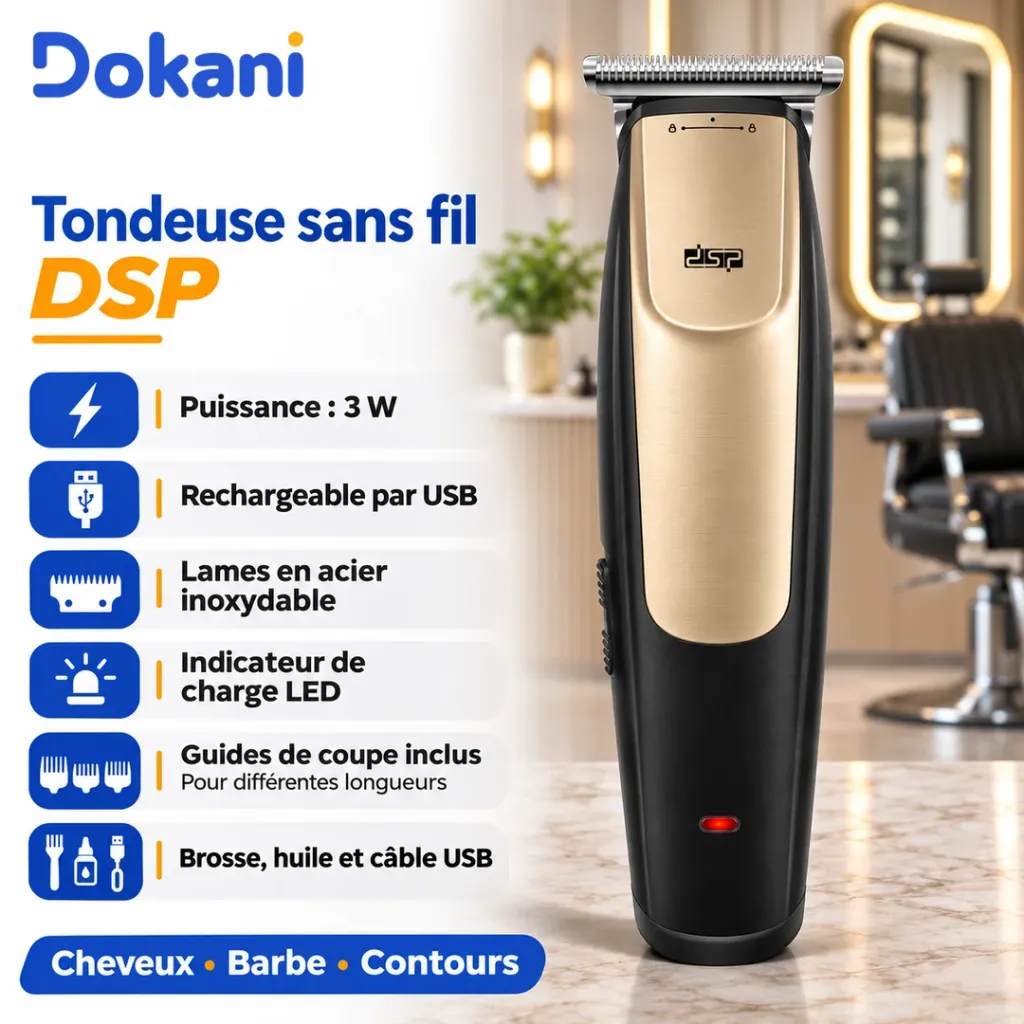 Dokani
Tondeuse sans fil
DSP
Puissance : 3 W
Rechargeable par USB
Lames en acier
inoxydable
Indicateur de
charge LED
Guides de coupe inclus
Pour différentes longueurs
Brosse, huile et câble USB
Cheveux • Barbe • Contours
dsp